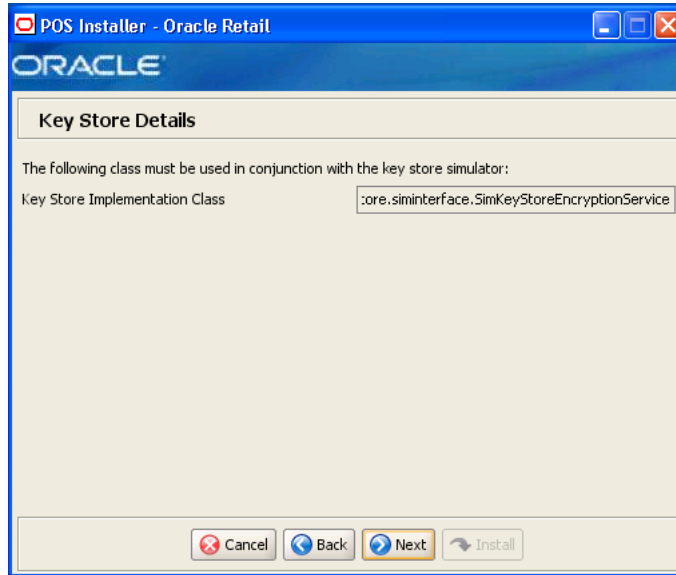 POS Installer - Oracle Retail
ORACLE
Key Store Details
The following class must be used in conjunction with the key store simulator:
Key Store Implementation Class :ore.siminterface.SimKeyStoreEncryptionService
Cancel Back Next Install